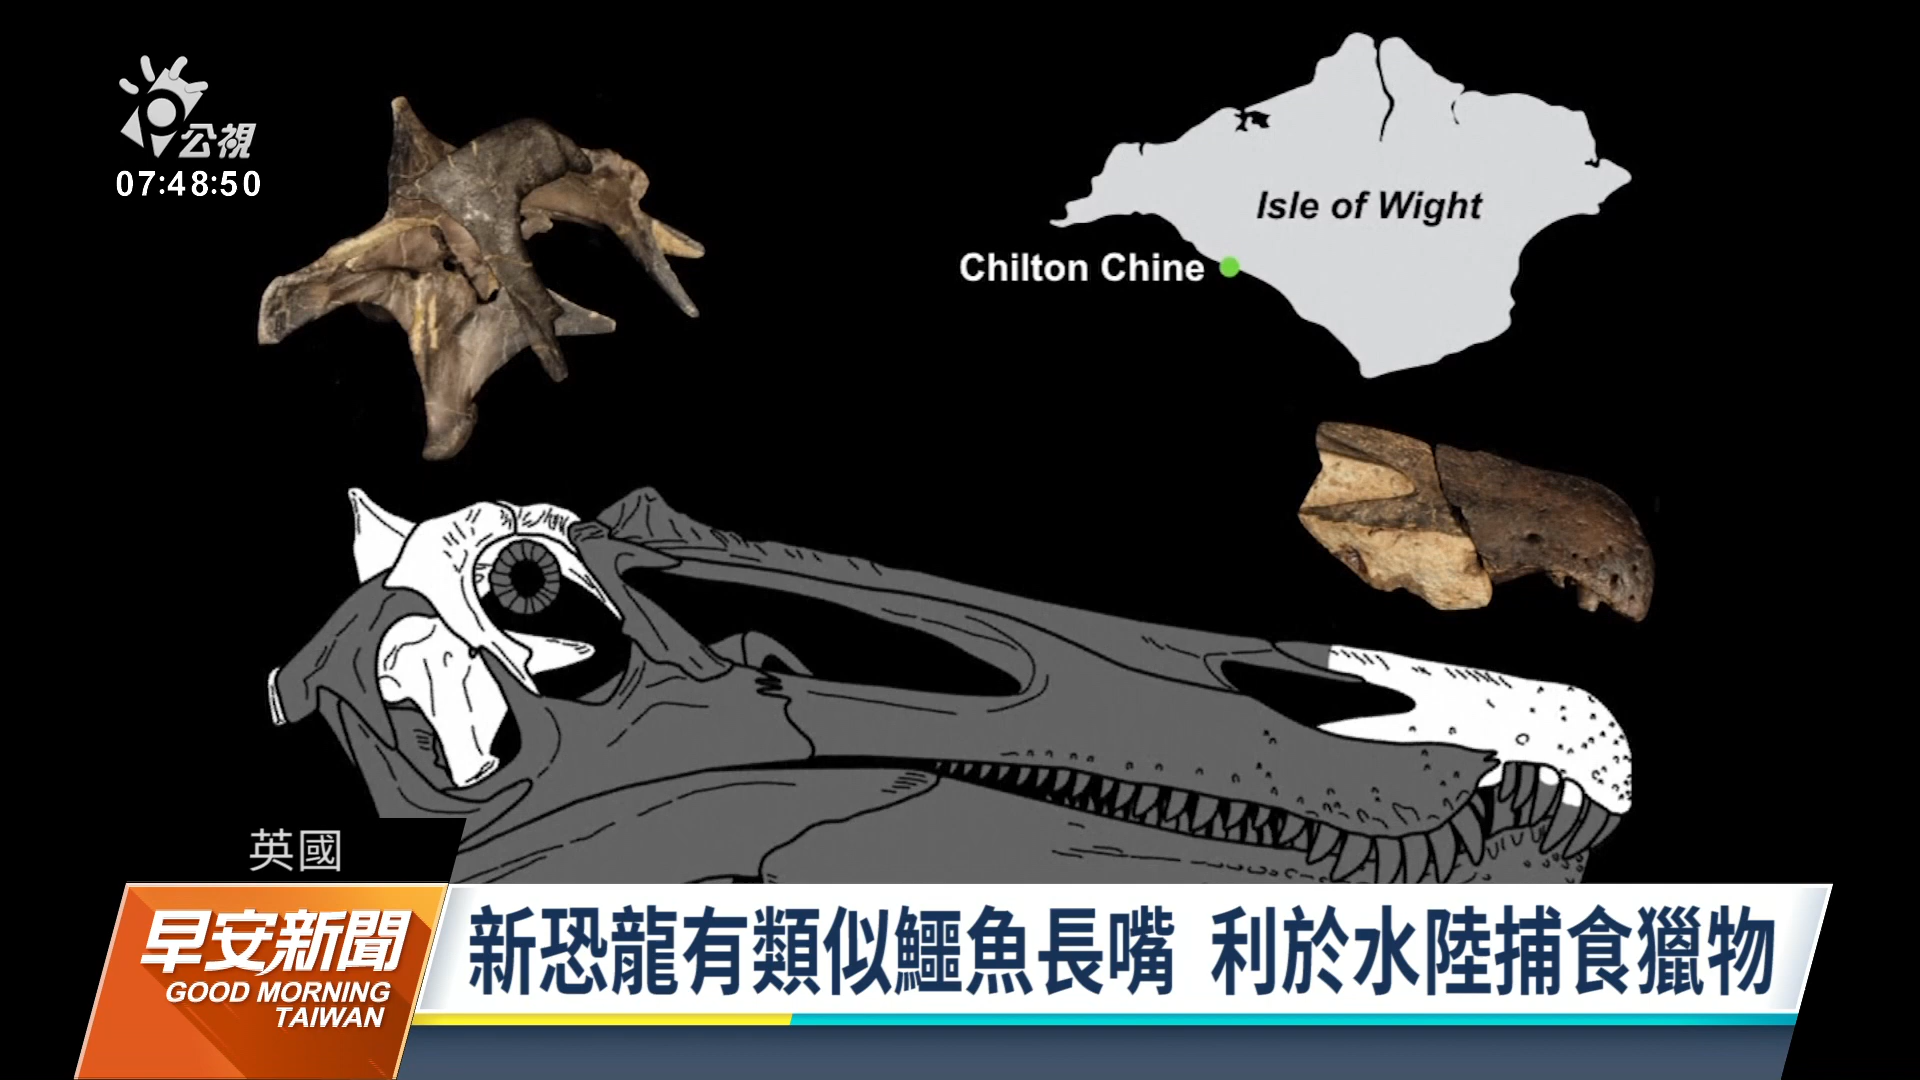 公視
07:48:50
Isle of Wight
Chilton Chine
英國
早安新聞
GOOD MORNING
TAIWAN
新恐龍有類似鱷魚長嘴 利於水陸捕食獵物